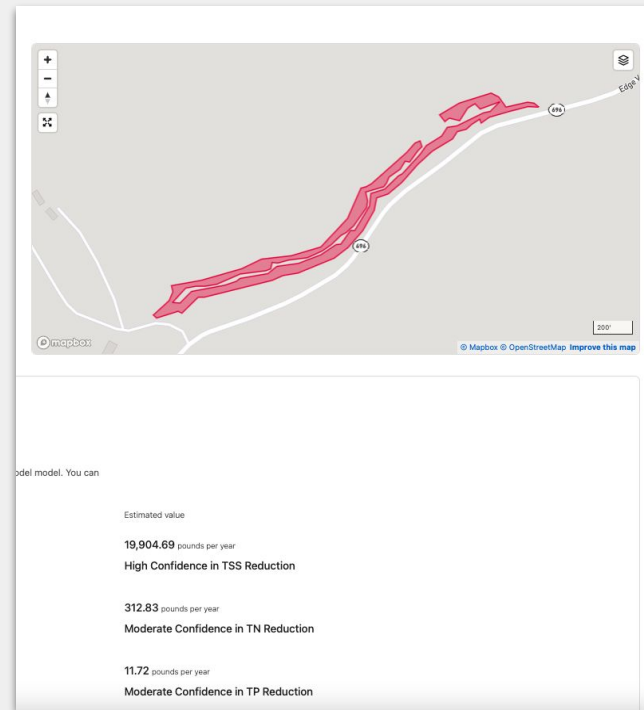 Edge V
696
696
mapbox
200'
© Mapbox © OpenStreetMap Improve this map
odel model. You can
Estimated value
19,904.69 pounds per year
High Confidence in TSS Reduction
312.83 pounds per year
Moderate Confidence in TN Reduction
11.72 pounds per year
Moderate Confidence in TP Reduction